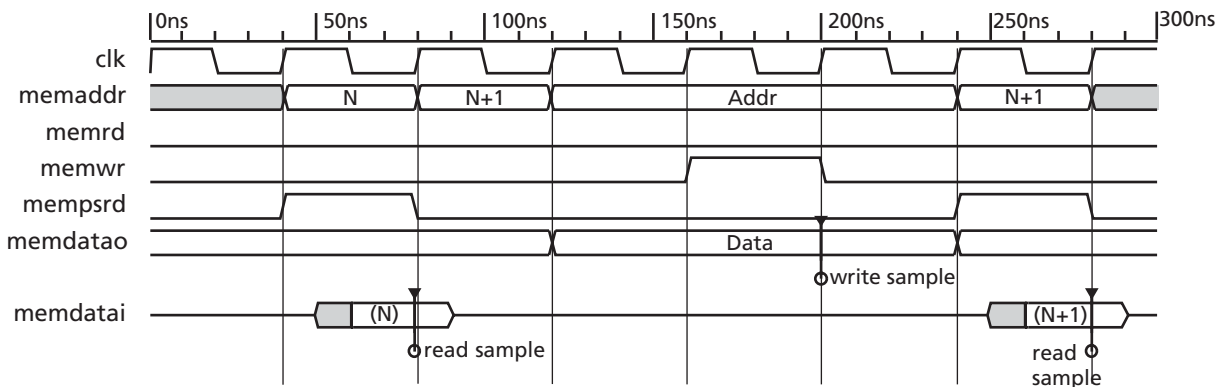 0ns 50ns 100ns 150ns 200ns 250ns 300ns
clk
memaddr N N+1 Addr N+1
memrd
memwr
mempsrd
memdatao Data
write sample
memdatai (N) (N+1)
read sample read
sample